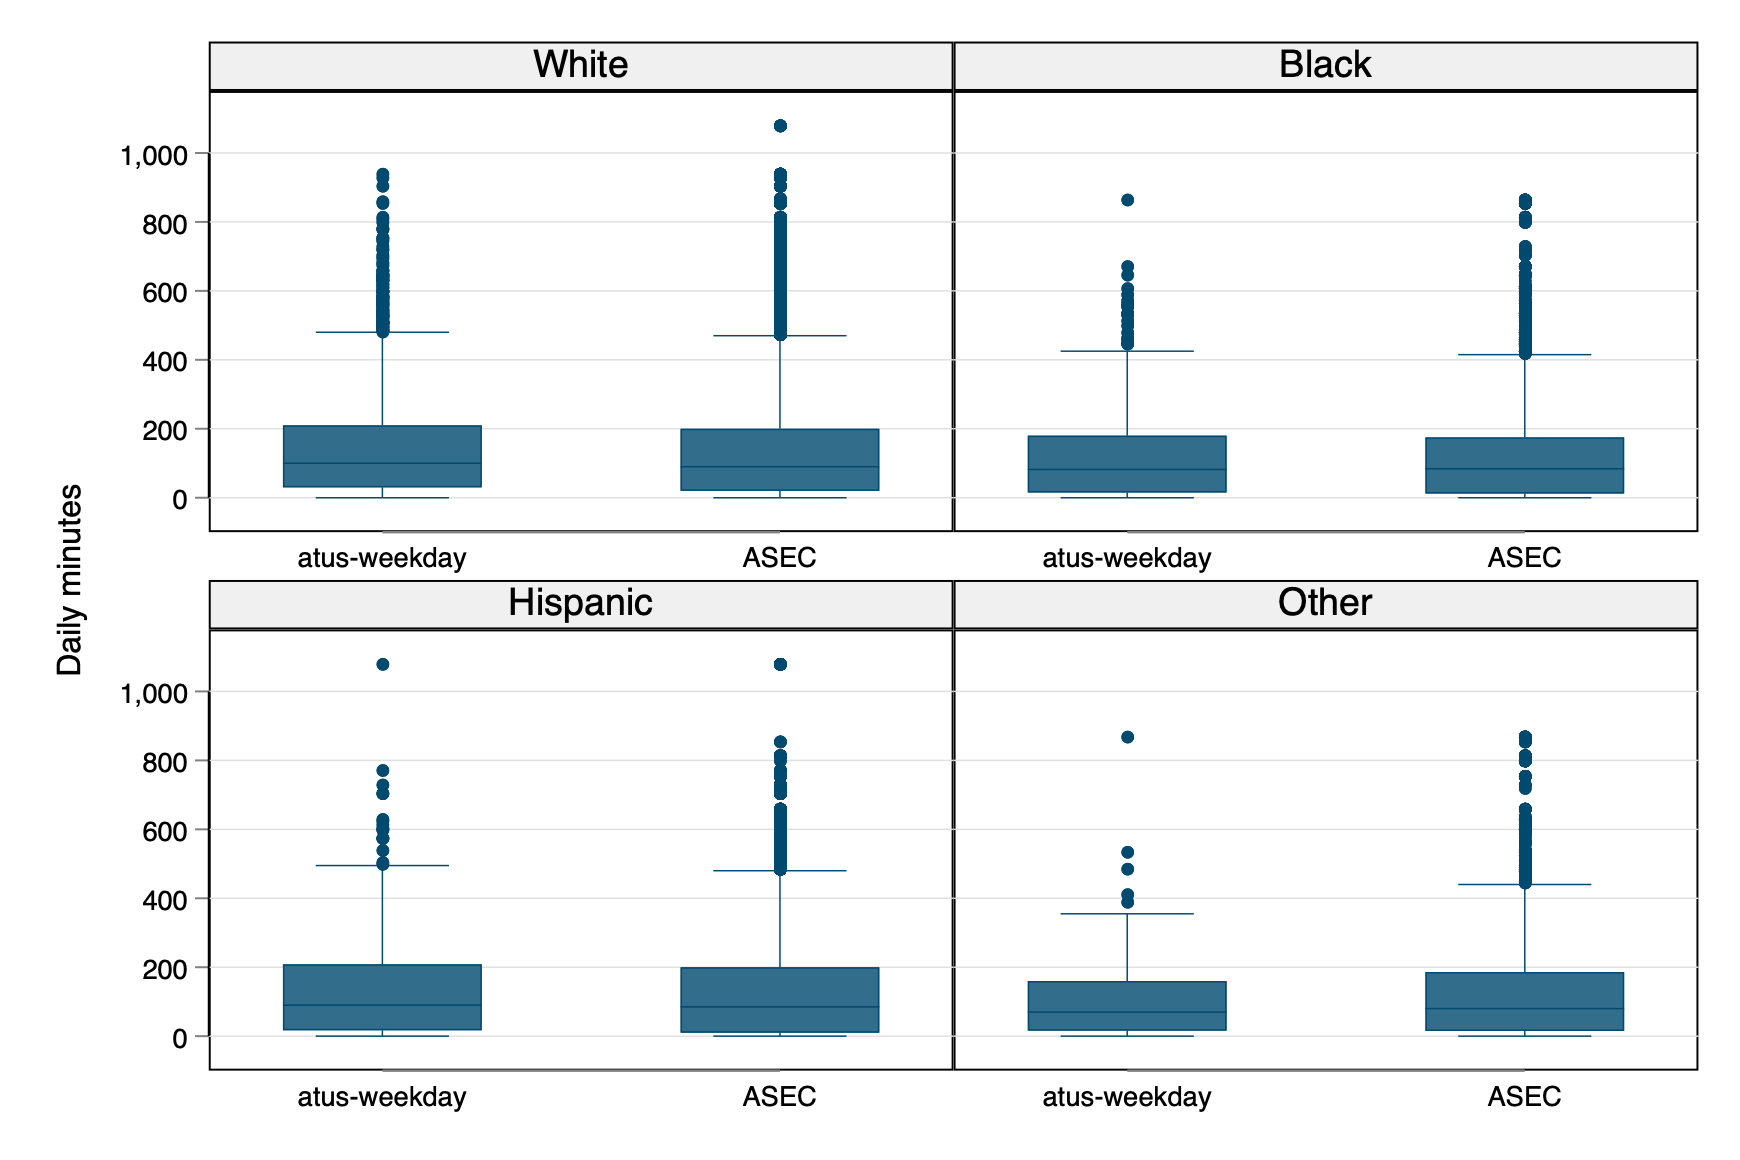 White
Black
1,000
800
600
400
200
0
atus-weekday
ASEC
atus-weekday
ASEC
Daily minutes
Hispanic
Other
1,000
800
600
400
200
0
atus-weekday
ASEC
atus-weekday
ASEC